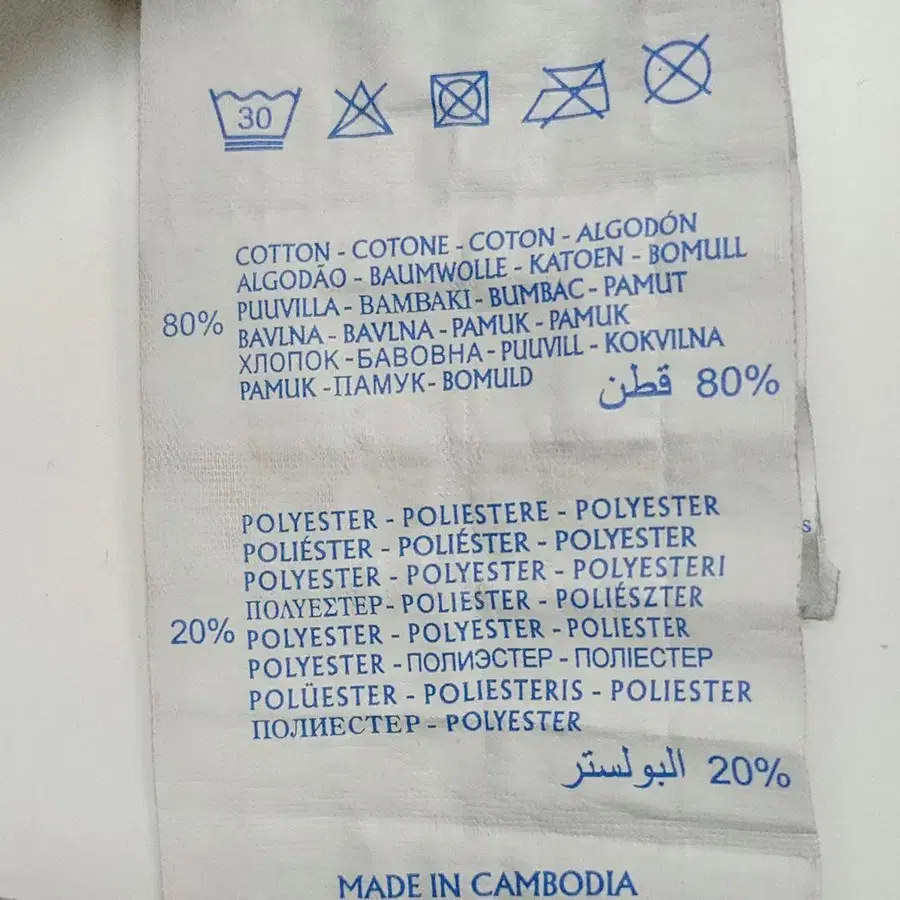 30
COTTON - COTONE - COTON - ALGODÓN
ALGODÃO - BAUMWOLLE - KATOEN - BOMULL
PUUVILLA - BAMBAKI - BUMBAC - PAMUT
80%
BAVLNA - BAVLNA - PAMUK - PAMUK
ХЛОПОК - БАВОВНА - PUUVILL - KOKVILNA
PAMUK - ПАМУК - BOMULD
قطن 80%
POLYESTER - POLIESTERE - POLYESTER
POLIÉSTER - POLIÉSTER - POLYESTER
POLYESTER - POLYESTER - POLYESTERI
ΠΟΛΥΕΣΤΕΡ - POLIESTER - POLIÉSZTER
20%
POLYESTER - POLYESTER - POLIESTER
POLYESTER - ПОЛИЭСТЕР - ПОЛІЕСТЕР
POLÜESTER - POLIESTERIS - POLIESTER
ПОЛИЕСТЕР - POLYESTER
البولستر 20%
MADE IN CAMBODIA
s